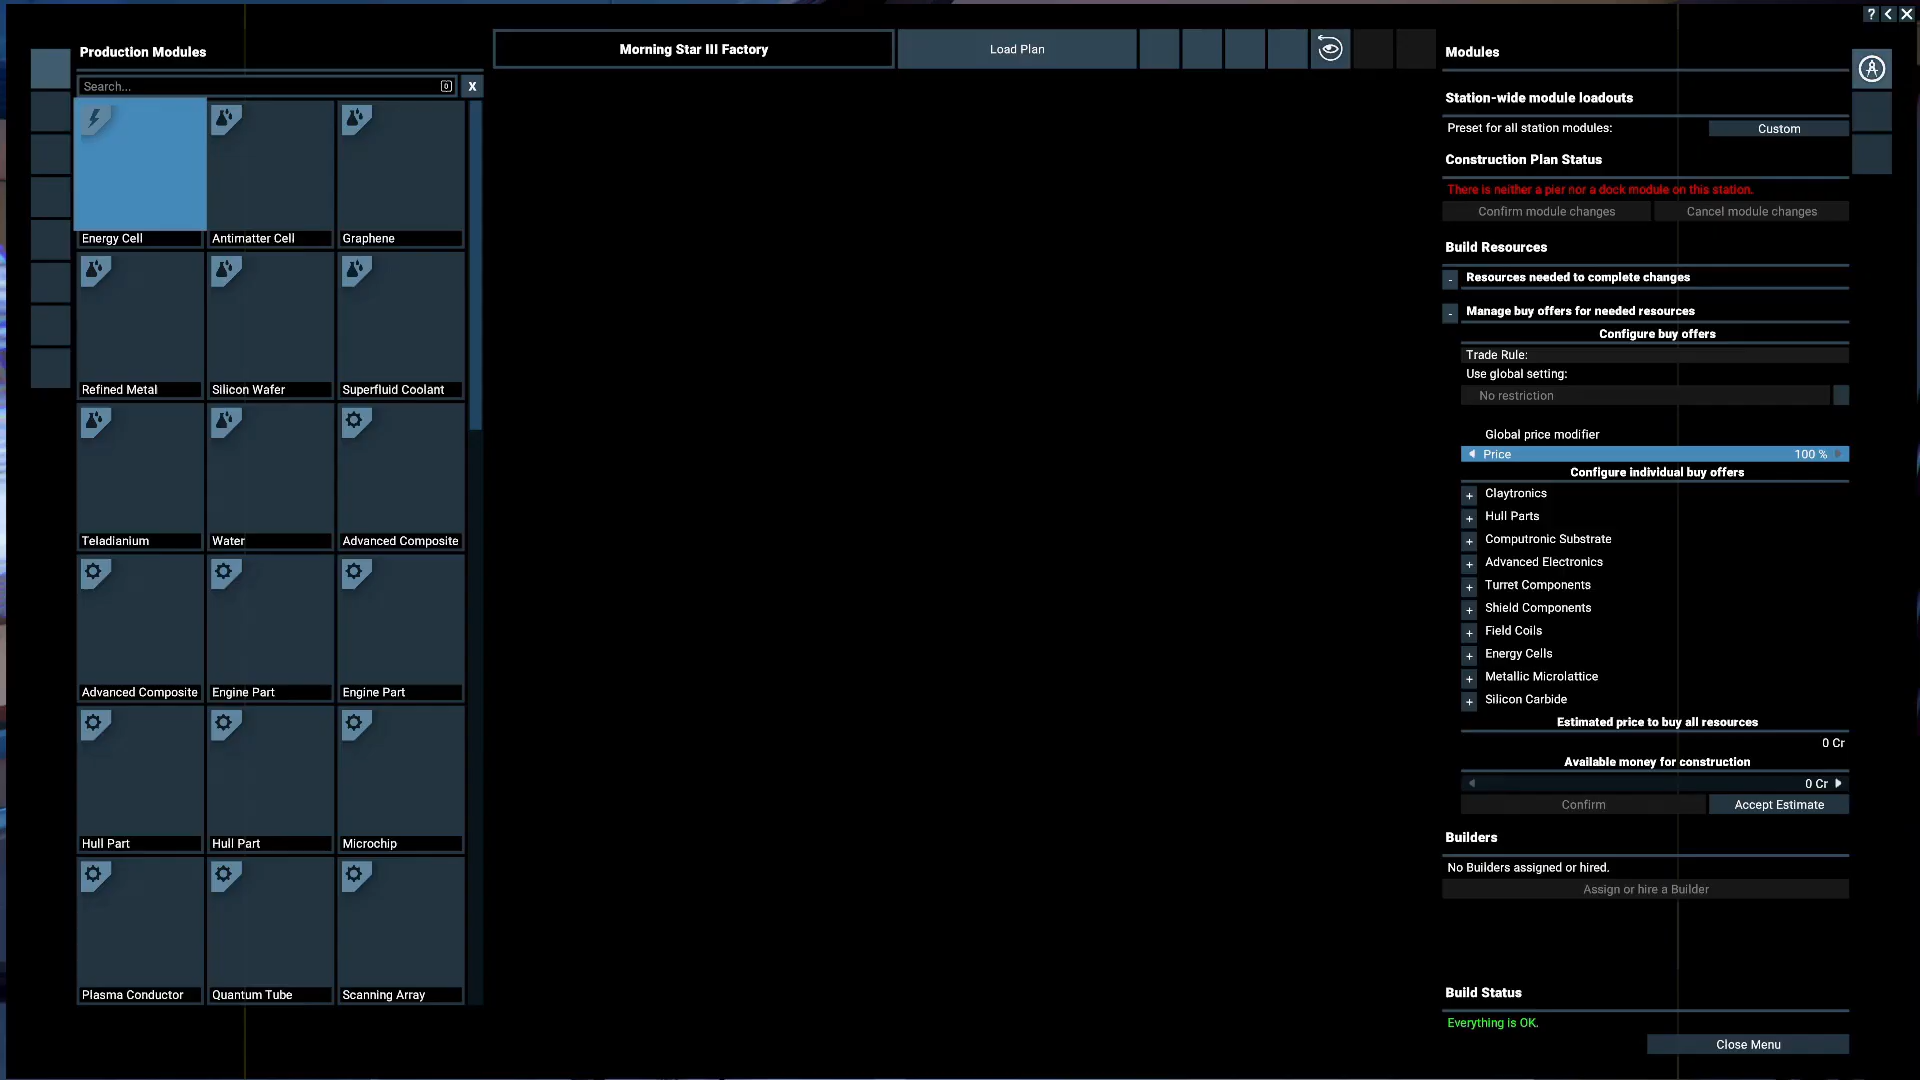 ? < X
Production Modules
Search...
0
X
Energy Cell
Antimatter Cell
Graphene
Refined Metal
Silicon Wafer
Superfluid Coolant
Teladianium
Water
Advanced Composite
Advanced Composite
Engine Part
Engine Part
Hull Part
Hull Part
Microchip
Plasma Conductor
Quantum Tube
Scanning Array
Morning Star III Factory
Load Plan
Modules
Station-wide module loadouts
Preset for all station modules:
Custom
Construction Plan Status
There is neither a pier nor a dock module on this station.
Confirm module changes
Cancel module changes
Build Resources
- Resources needed to complete changes
- Manage buy offers for needed resources
Configure buy offers
Trade Rule:
Use global setting:
No restriction
Global price modifier
Price 100 %
Configure individual buy offers
+ Claytronics
+ Hull Parts
+ Computronic Substrate
+ Advanced Electronics
+ Turret Components
+ Shield Components
+ Field Coils
+ Energy Cells
+ Metallic Microlattice
+ Silicon Carbide
Estimated price to buy all resources
0 Cr
Available money for construction
0 Cr
Confirm
Accept Estimate
Builders
No Builders assigned or hired.
Assign or hire a Builder
Build Status
Everything is OK.
Close Menu